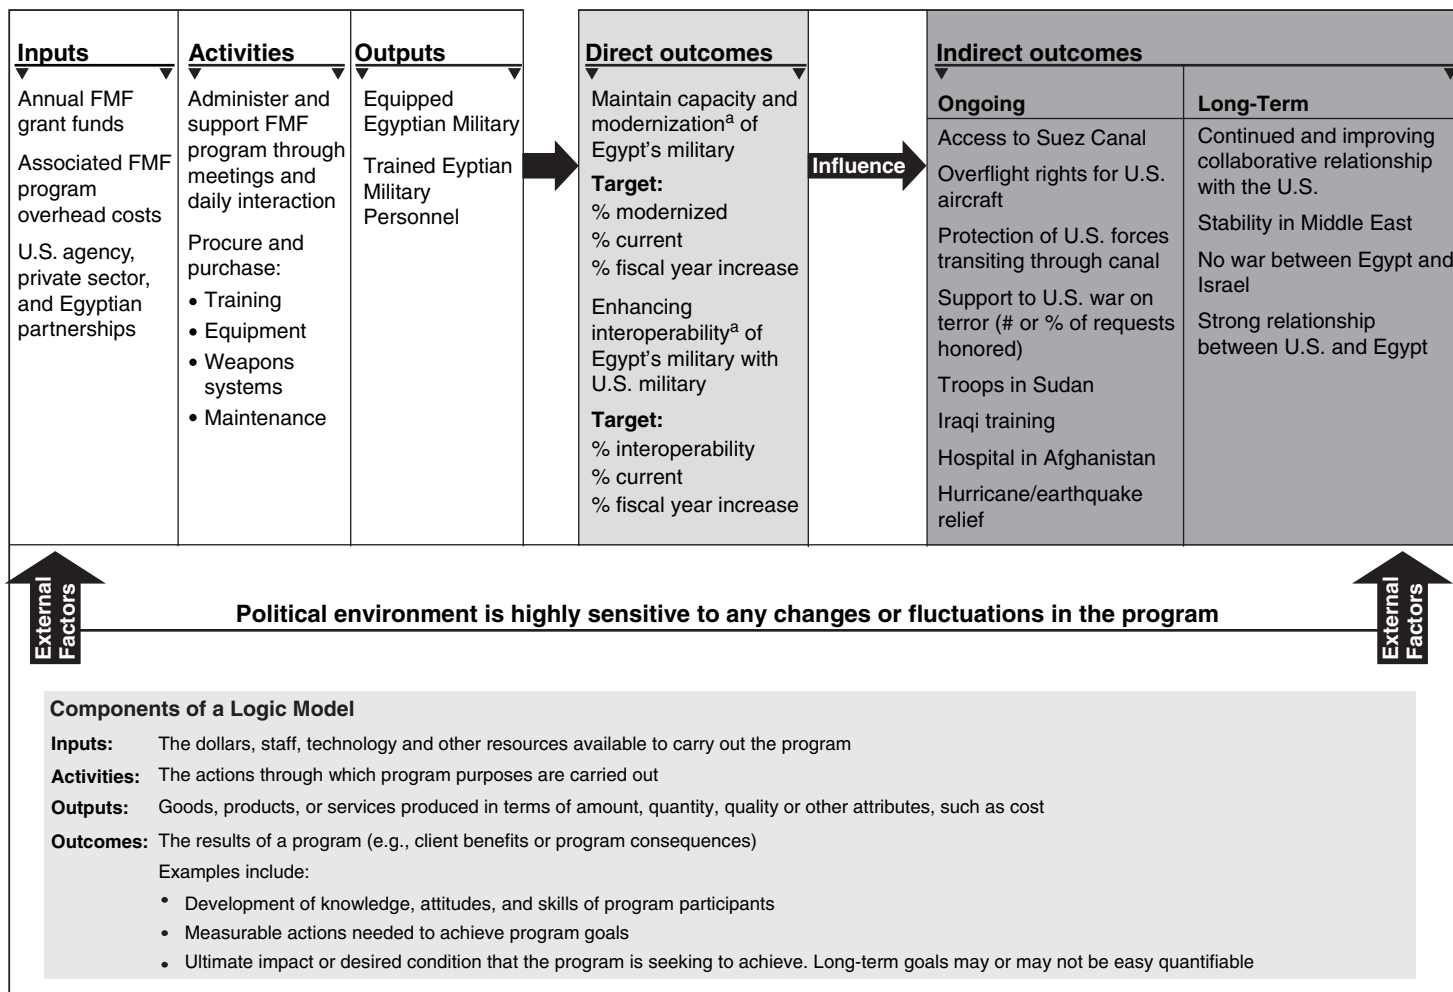 Inputs
Annual FMF
grant funds
Associated FMF
program
overhead costs
U.S. agency,
private sector,
and Egyptian
partnerships
Activities
Administer and
support FMF
program through
meetings and
daily interaction
Procure and
purchase:
• Training
• Equipment
• Weapons
systems
• Maintenance
Outputs
Equipped
Egyptian Military
Trained Eyptian
Military
Personnel
Direct outcomes
Maintain capacity and
modernizationa of
Egypt's military
Target:
% modernized
% current
% fiscal year increase
Enhancing
interoperabilitya of
Egypt's military with
U.S. military
Target:
% interoperability
% current
% fiscal year increase
Influence
Indirect outcomes
Ongoing
Access to Suez Canal
Overflight rights for U.S.
aircraft
Protection of U.S. forces
transiting through canal
Support to U.S. war on
terror (# or % of requests
honored)
Troops in Sudan
Iraqi training
Hospital in Afghanistan
Hurricane/earthquake
relief
Long-Term
Continued and improving
collaborative relationship
with the U.S.
Stability in Middle East
No war between Egypt and
Israel
Strong relationship
between U.S. and Egypt
External
Factors
Political environment is highly sensitive to any changes or fluctuations in the program
External
Factors
Components of a Logic Model
Inputs: The dollars, staff, technology and other resources available to carry out the program
Activities: The actions through which program purposes are carried out
Outputs: Goods, products, or services produced in terms of amount, quantity, quality or other attributes, such as cost
Outcomes: The results of a program (e.g., client benefits or program consequences)
Examples include:
• Development of knowledge, attitudes, and skills of program participants
• Measurable actions needed to achieve program goals
• Ultimate impact or desired condition that the program is seeking to achieve. Long-term goals may or may not be easy quantifiable